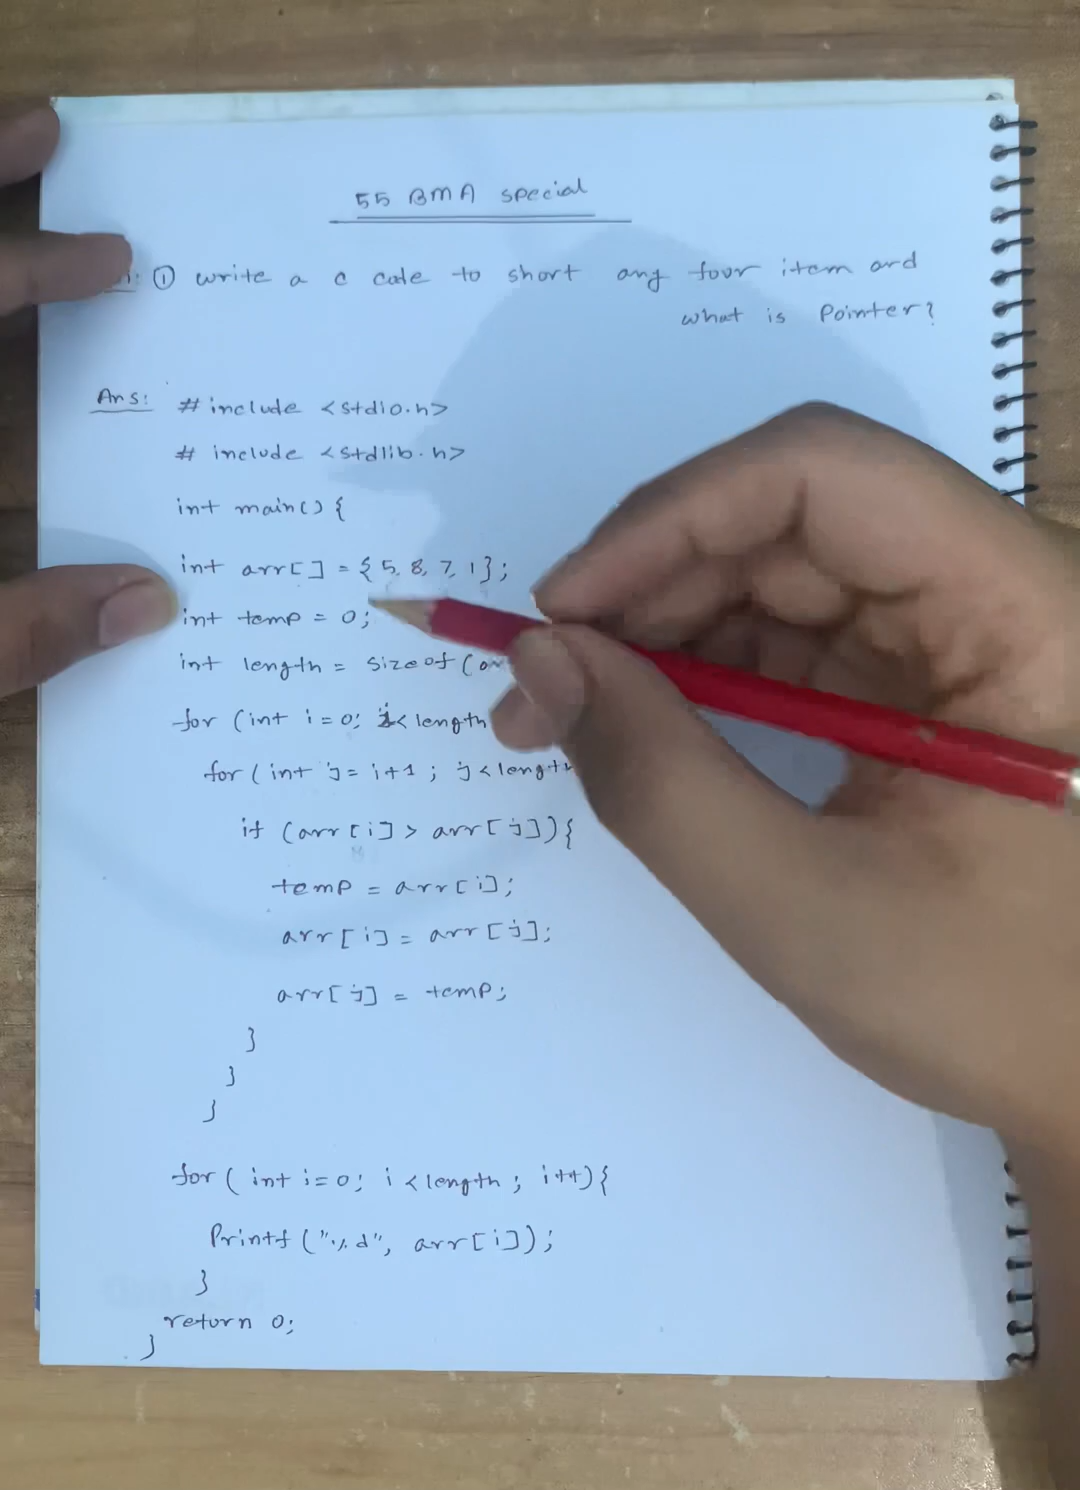 55 BMA special
① write a c code to short any four item and
what is Pointer?
Ans: # include <stdio.h>
# include <stdlib.h>
int main() {
int arr[] = {5, 8, 7, 1};
int temp = 0;
int length = sizeof (
for (int i = 0; i < length
for ( int j = i+1 ; j < length
if (arr[i] > arr[j]){
temp = arr[i];
arr[i] = arr[j];
arr[j] = temp;
}
}
}
for ( int i = 0; i < length ; i++) {
Printf ("%d", arr[i]);
}
return 0;
}